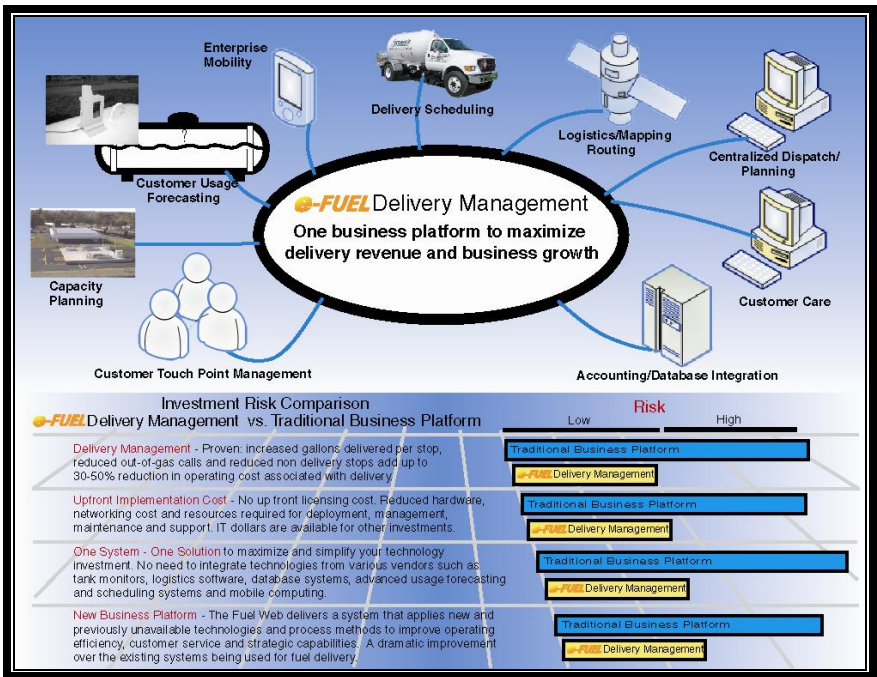 Enterprise
Mobility
Delivery Scheduling
Logistics/Mapping
Routing
Centralized Dispatch/
Planning
?
Customer Usage
Forecasting
e-FUEL Delivery Management
One business platform to maximize
delivery revenue and business growth
Capacity
Planning
Customer Care
Customer Touch Point Management
Accounting/Database Integration
Investment Risk Comparison
e-FUEL Delivery Management vs. Traditional Business Platform
Risk
Low
High
Delivery Management - Proven: increased gallons delivered per stop,
reduced out-of-gas calls and reduced non delivery stops add up to
30-50% reduction in operating cost associated with delivery.
Traditional Business Platform
e-FUEL Delivery Management
Upfront Implementation Cost - No up front licensing cost. Reduced hardware,
networking cost and resources required for deployment, management,
maintenance and support. IT dollars are available for other investments.
Traditional Business Platform
e-FUEL Delivery Management
One System - One Solution to maximize and simplify your technology
investment. No need to integrate technologies from various vendors such as
tank monitors, logistics software, database systems, advanced usage forecasting
and scheduling systems and mobile computing.
Traditional Business Platform
e-FUEL Delivery Management
New Business Platform - The Fuel Web delivers a system that applies new and
previously unavailable technologies and process methods to improve operating
efficiency, customer service and strategic capabilities. A dramatic improvement
over the existing systems being used for fuel delivery.
Traditional Business Platform
e-FUEL Delivery Management